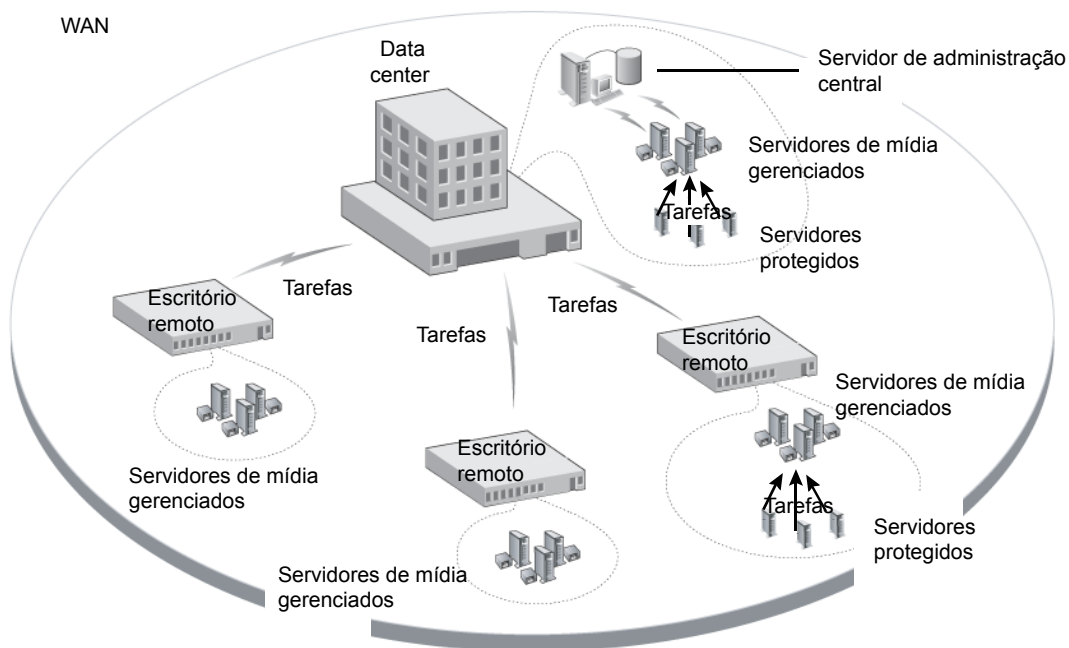 WAN
Data
center
Servidor de administração
central
Servidores de mídia
gerenciados
Tarefas
Servidores
protegidos
Tarefas
Escritório
remoto
Servidores de mídia
gerenciados
Tarefas
Escritório
remoto
Servidores de mídia
gerenciados
Tarefas
Escritório
remoto
Servidores de mídia
gerenciados
Tarefas
Servidores
protegidos